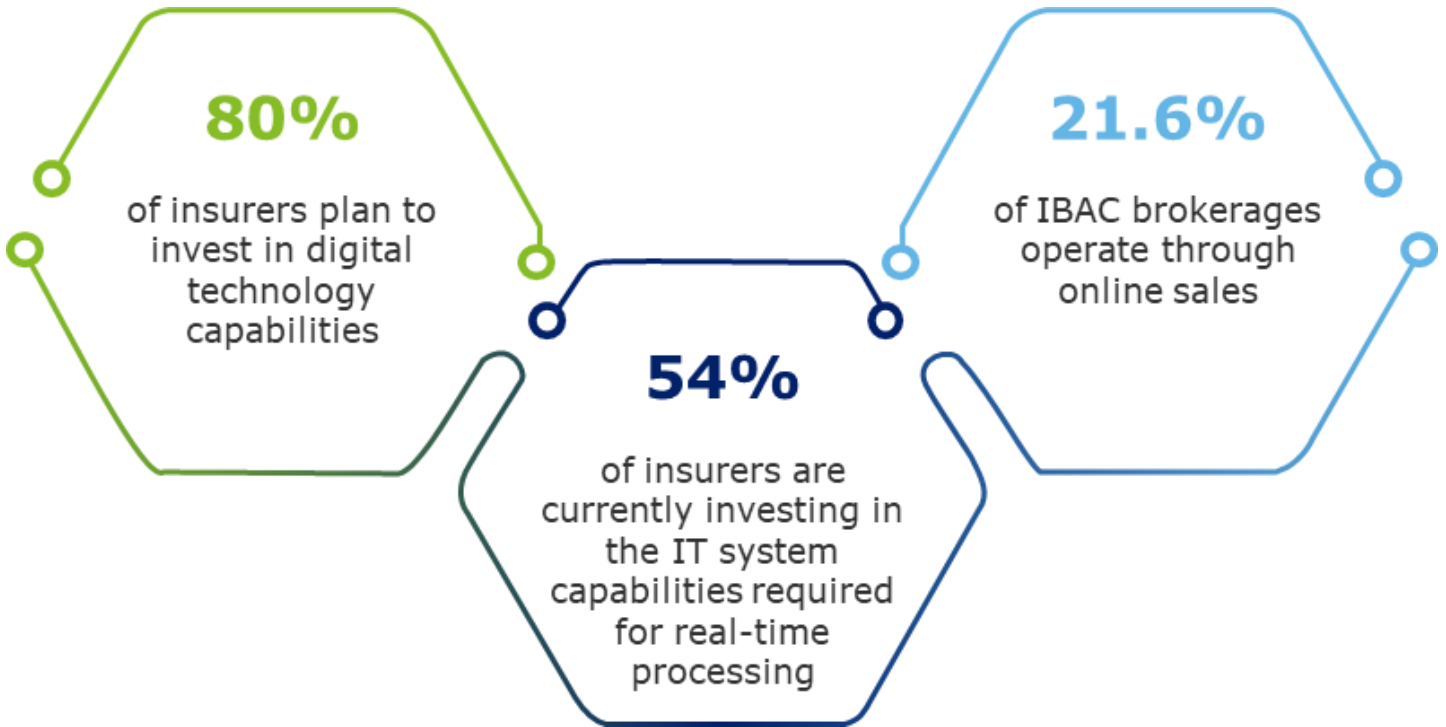 80%
of insurers plan to
invest in digital
technology
capabilities
54%
of insurers are
currently investing in
the IT system
capabilities required
for real-time
processing
21.6%
of IBAC brokerages
operate through
online sales